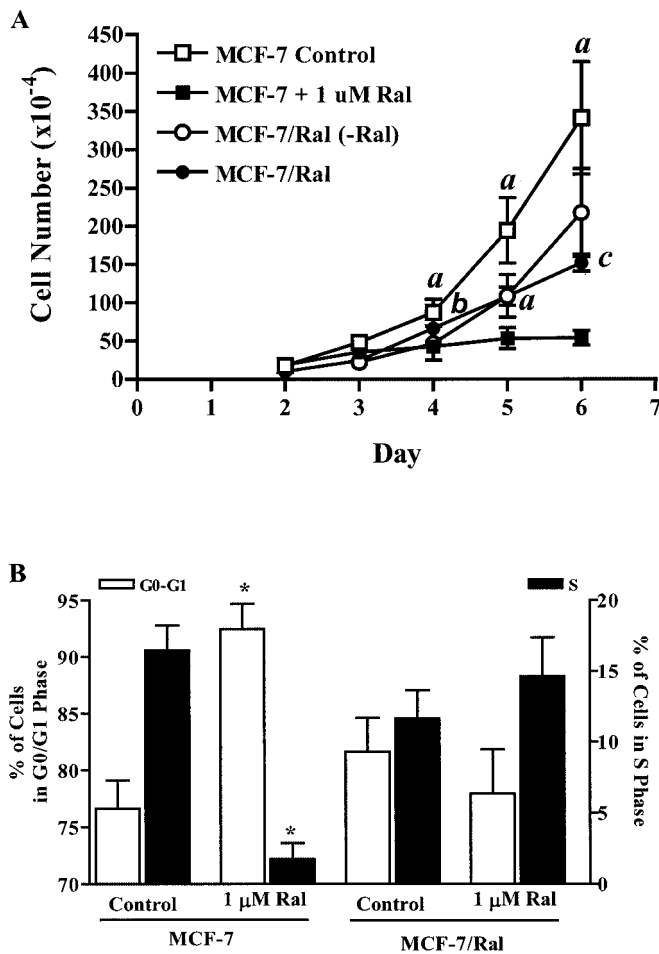 A
Cell Number (x10-4)
450
400
350
300
250
200
150
100
50
0
MCF-7 Control
MCF-7 + 1 uM Ral
MCF-7/Ral (-Ral)
MCF-7/Ral
a
a
a
b
a
c
0 1 2 3 4 5 6 7
Day
B
G0-G1
S
% of Cells
in G0/G1 Phase
95
90
85
80
75
70
*
*
20
15
10
5
0
% of Cells in S Phase
Control 1 μM Ral Control 1 μM Ral
MCF-7 MCF-7/Ral